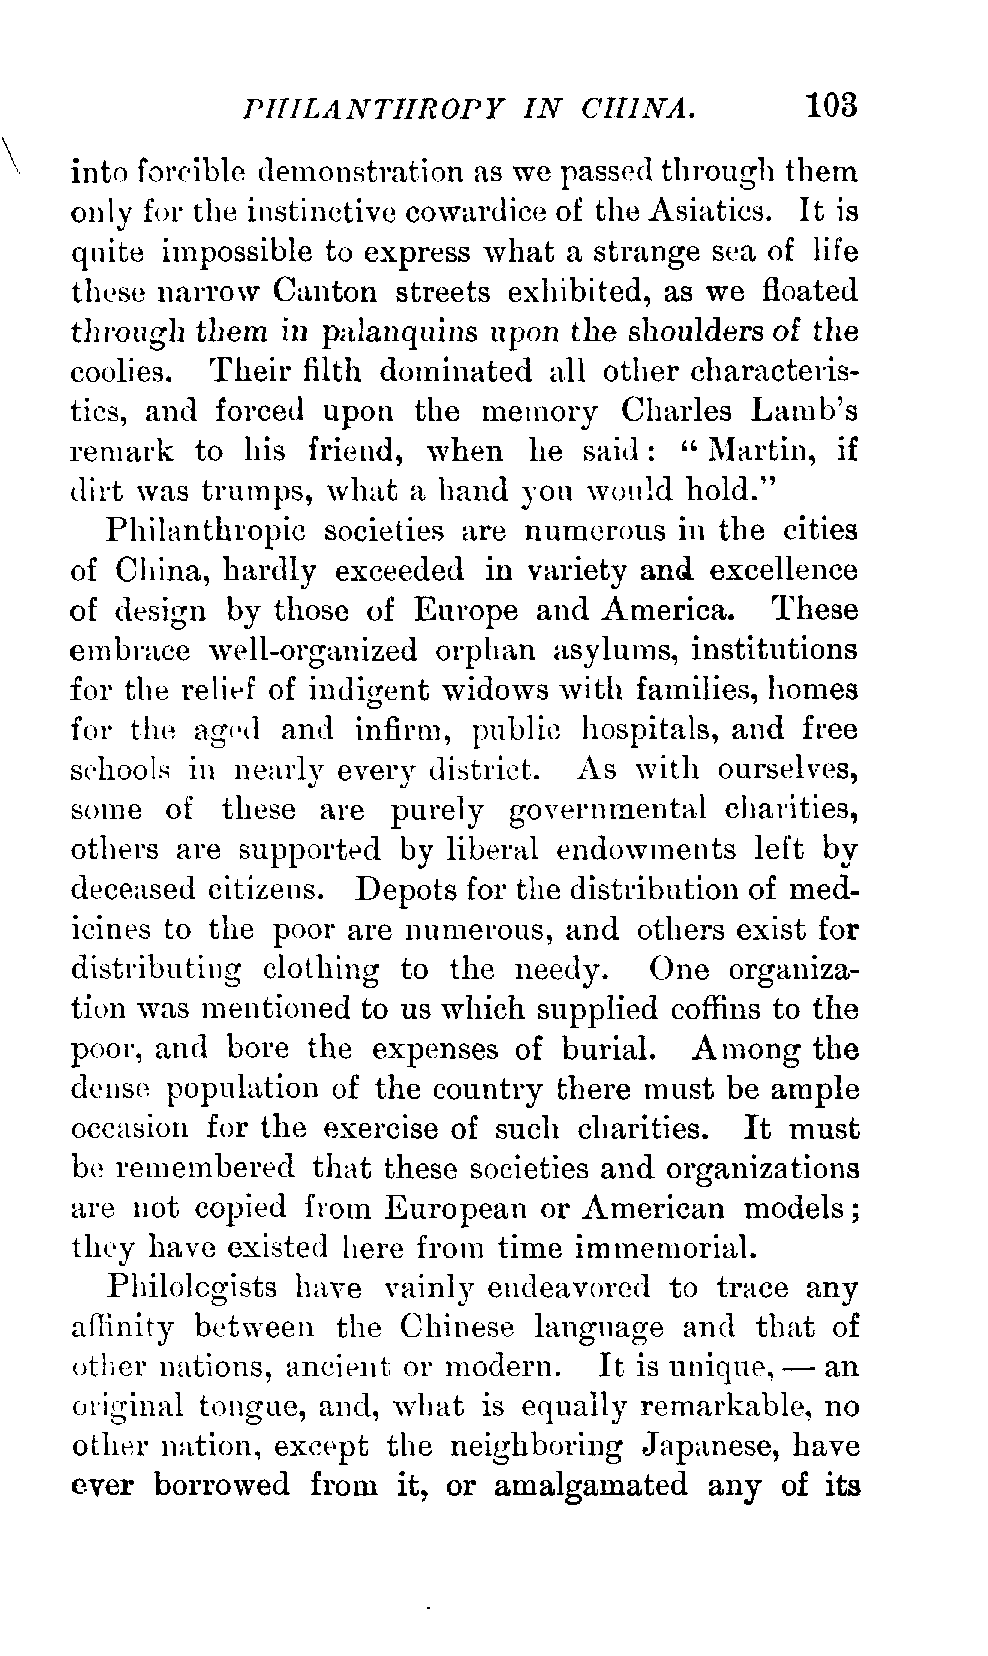 PHILANTHROPY IN CHINA. 103
into forcible demonstration as we passed through them
only for the instinctive cowardice of the Asiatics. It is
quite impossible to express what a strange sea of life
these narrow Canton streets exhibited, as we floated
through them in palanquins upon the shoulders of the
coolies. Their filth dominated all other characteris-
tics, and forced upon the memory Charles Lamb's
remark to his friend, when he said: “Martin, if
dirt was trumps, what a hand you would hold.”
Philanthropic societies are numerous in the cities
of China, hardly exceeded in variety and excellence
of design by those of Europe and America. These
embrace well-organized orphan asylums, institutions
for the relief of indigent widows with families, homes
for the aged and infirm, public hospitals, and free
schools in nearly every district. As with ourselves,
some of these are purely governmental charities,
others are supported by liberal endowments left by
deceased citizens. Depots for the distribution of med-
icines to the poor are numerous, and others exist for
distributing clothing to the needy. One organiza-
tion was mentioned to us which supplied coffins to the
poor, and bore the expenses of burial. Among the
dense population of the country there must be ample
occasion for the exercise of such charities. It must
be remembered that these societies and organizations
are not copied from European or American models;
they have existed here from time immemorial.
Philologists have vainly endeavored to trace any
affinity between the Chinese language and that of
other nations, ancient or modern. It is unique, — an
original tongue, and, what is equally remarkable, no
other nation, except the neighboring Japanese, have
ever borrowed from it, or amalgamated any of its